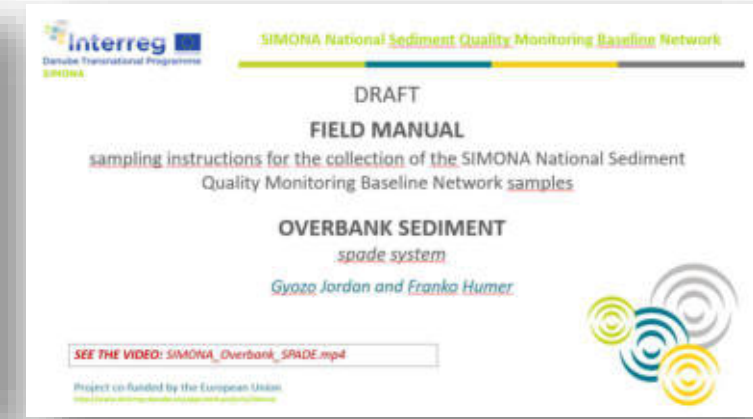 Interreg
Danube Transnational Programme
SIMONA
SIMONA National Sediment Quality Monitoring Baseline Network
DRAFT
FIELD MANUAL
sampling instructions for the collection of the SIMONA National Sediment
Quality Monitoring Baseline Network samples
OVERBANK SEDIMENT
spade system
Gyozo Jordan and Franko Humer
SEE THE VIDEO: SIMONA_Overbank_SPADE.mp4
Project co-funded by the European Union